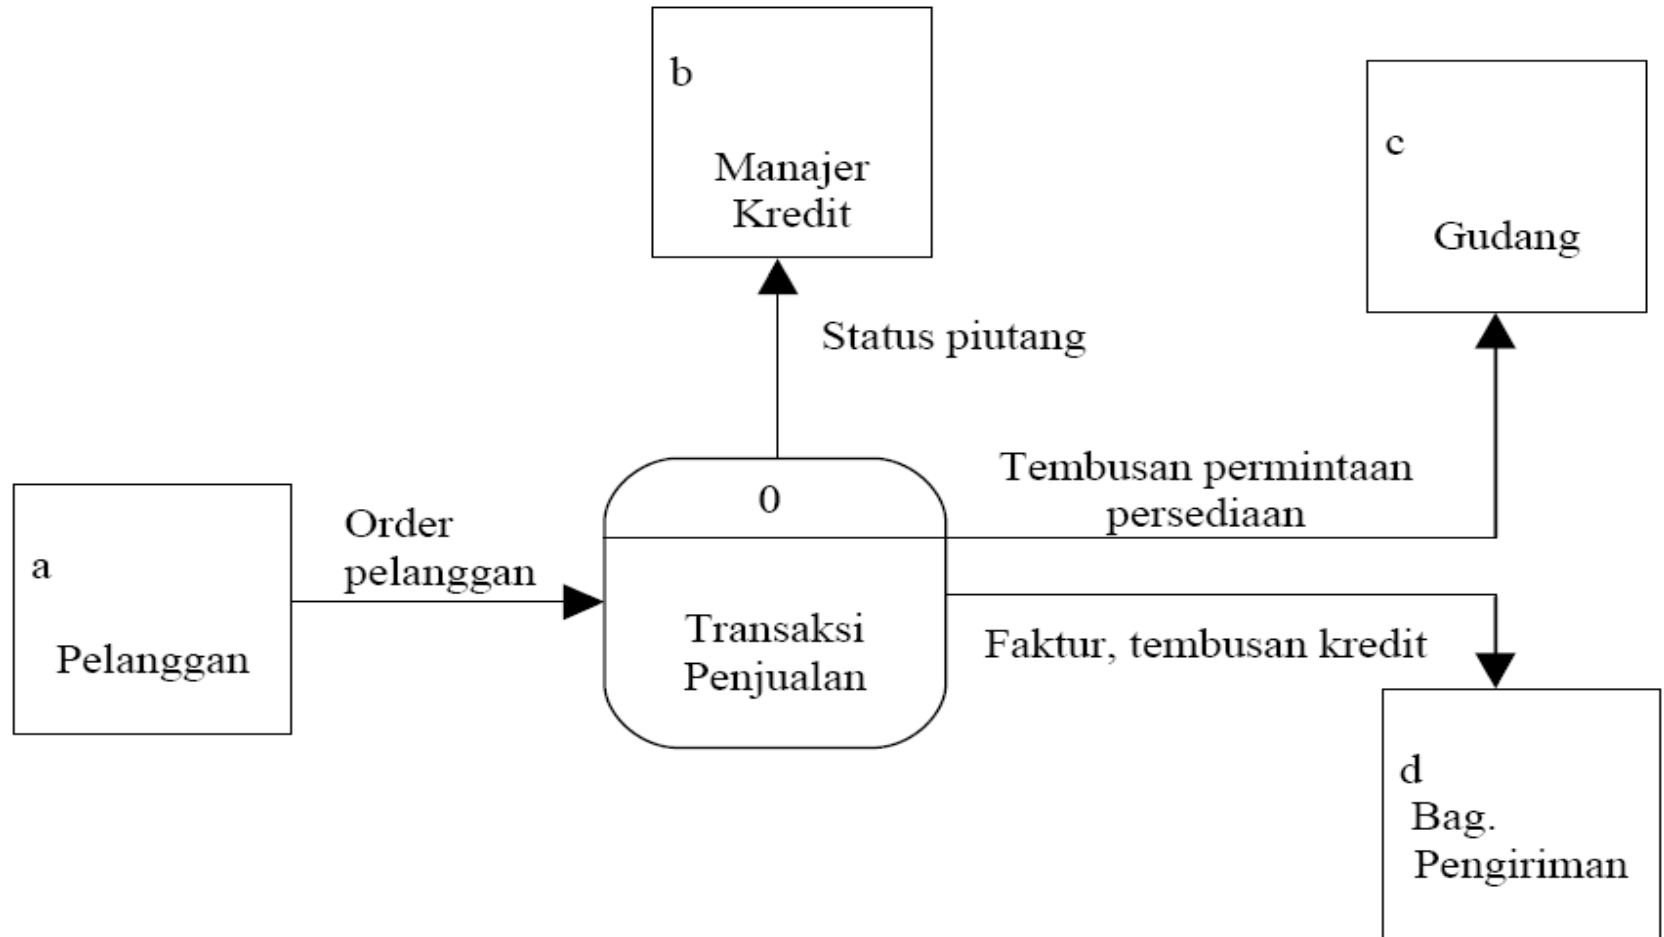 b
Manajer
Kredit
c
Gudang
Status piutang
Tembusan permintaan
persediaan
0
Order
pelanggan
a
Pelanggan
Transaksi
Penjualan
Faktur, tembusan kredit
d
Bag.
Pengiriman